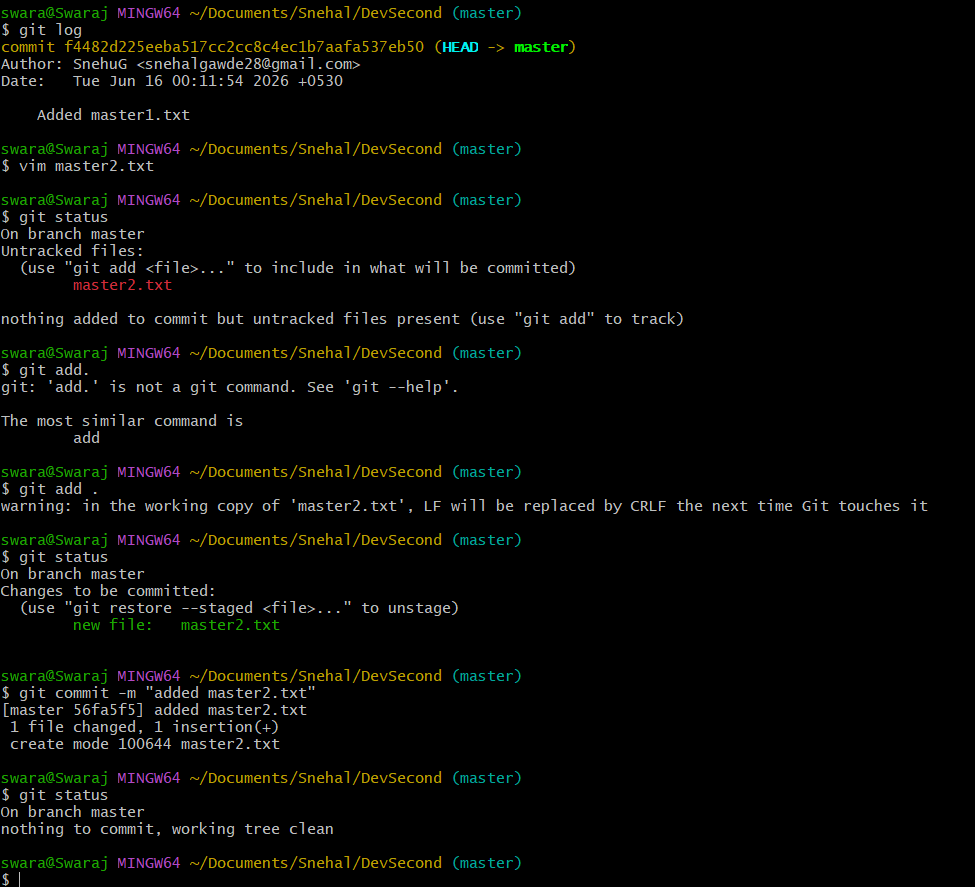 swara@Swaraj MINGW64 ~/Documents/Snehal/DevSecond (master)
$ git log
commit f4482d225eeba517cc2cc8c4ec1b7aafa537eb50 (HEAD -> master)
Author: SnehuG <snehalgawde28@gmail.com>
Date:   Tue Jun 16 00:11:54 2026 +0530

    Added master1.txt

swara@Swaraj MINGW64 ~/Documents/Snehal/DevSecond (master)
$ vim master2.txt

swara@Swaraj MINGW64 ~/Documents/Snehal/DevSecond (master)
$ git status
On branch master
Untracked files:
  (use "git add <file>..." to include in what will be committed)
        master2.txt

nothing added to commit but untracked files present (use "git add" to track)

swara@Swaraj MINGW64 ~/Documents/Snehal/DevSecond (master)
$ git add.
git: 'add.' is not a git command. See 'git --help'.

The most similar command is
        add

swara@Swaraj MINGW64 ~/Documents/Snehal/DevSecond (master)
$ git add .
warning: in the working copy of 'master2.txt', LF will be replaced by CRLF the next time Git touches it

swara@Swaraj MINGW64 ~/Documents/Snehal/DevSecond (master)
$ git status
On branch master
Changes to be committed:
  (use "git restore --staged <file>..." to unstage)
        new file:   master2.txt


swara@Swaraj MINGW64 ~/Documents/Snehal/DevSecond (master)
$ git commit -m "added master2.txt"
[master 56fa5f5] added master2.txt
 1 file changed, 1 insertion(+)
 create mode 100644 master2.txt

swara@Swaraj MINGW64 ~/Documents/Snehal/DevSecond (master)
$ git status
On branch master
nothing to commit, working tree clean

swara@Swaraj MINGW64 ~/Documents/Snehal/DevSecond (master)
$